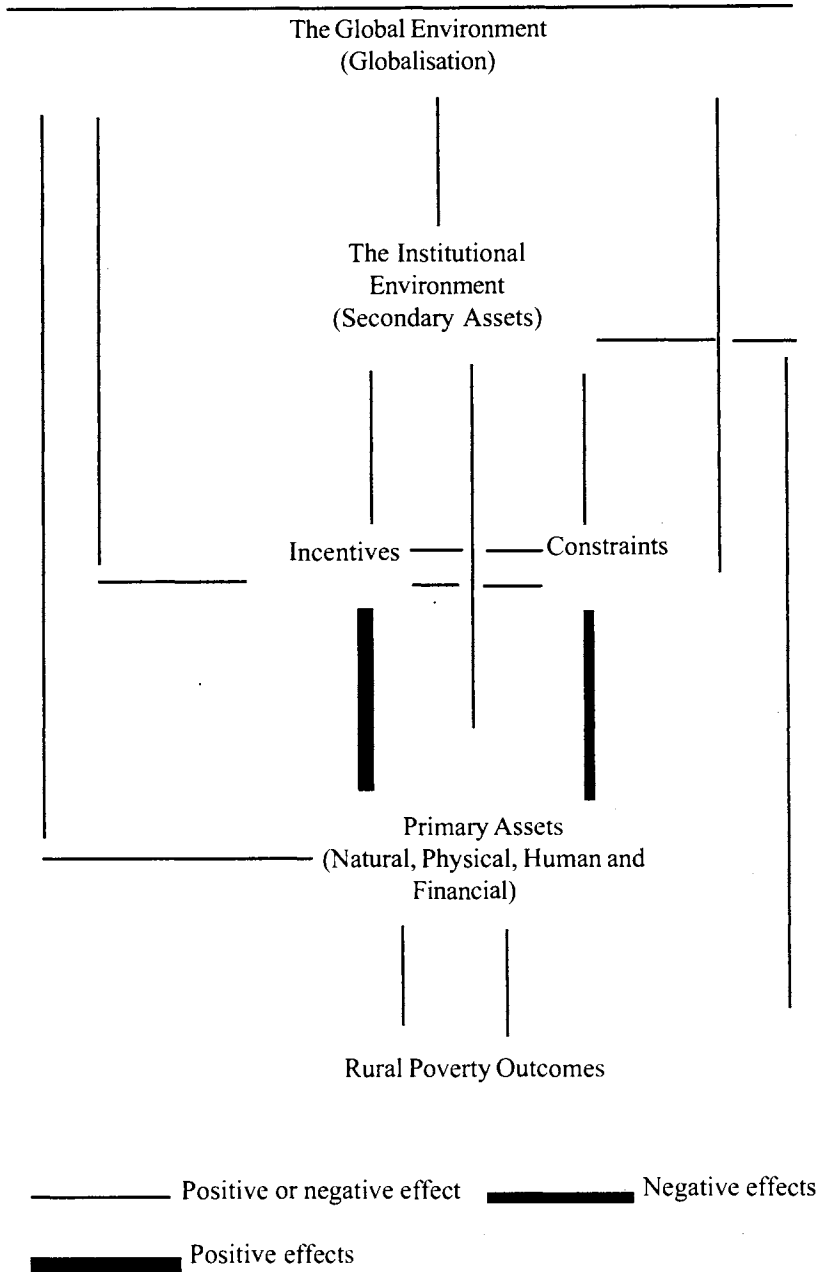 The Global Environment
(Globalisation)
The Institutional
Environment
(Secondary Assets)
Incentives
Constraints
Primary Assets
(Natural, Physical, Human and
Financial)
Rural Poverty Outcomes
Positive or negative effect
Negative effects
Positive effects